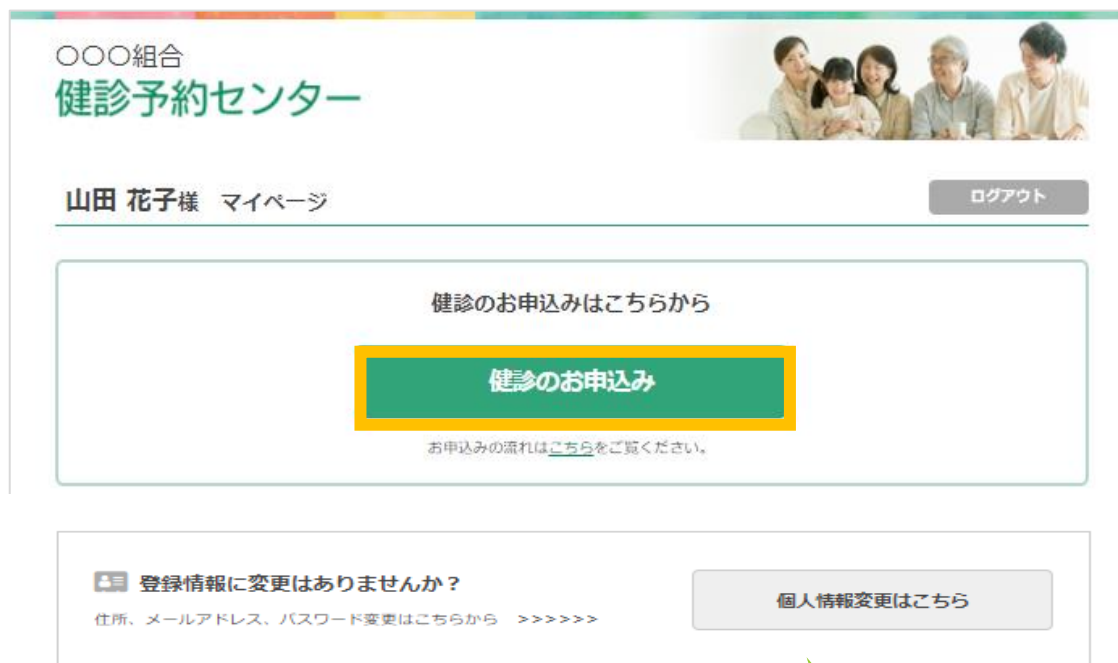 ○○○組合
健診予約センター
山田 花子様 マイページ
ログアウト
健診のお申込みはこちらから
健診のお申込み
お申込みの流れはこちらをご覧ください。
登録情報に変更はありませんか？
住所、メールアドレス、パスワード変更はこちらから >>>>>>
個人情報変更はこちら